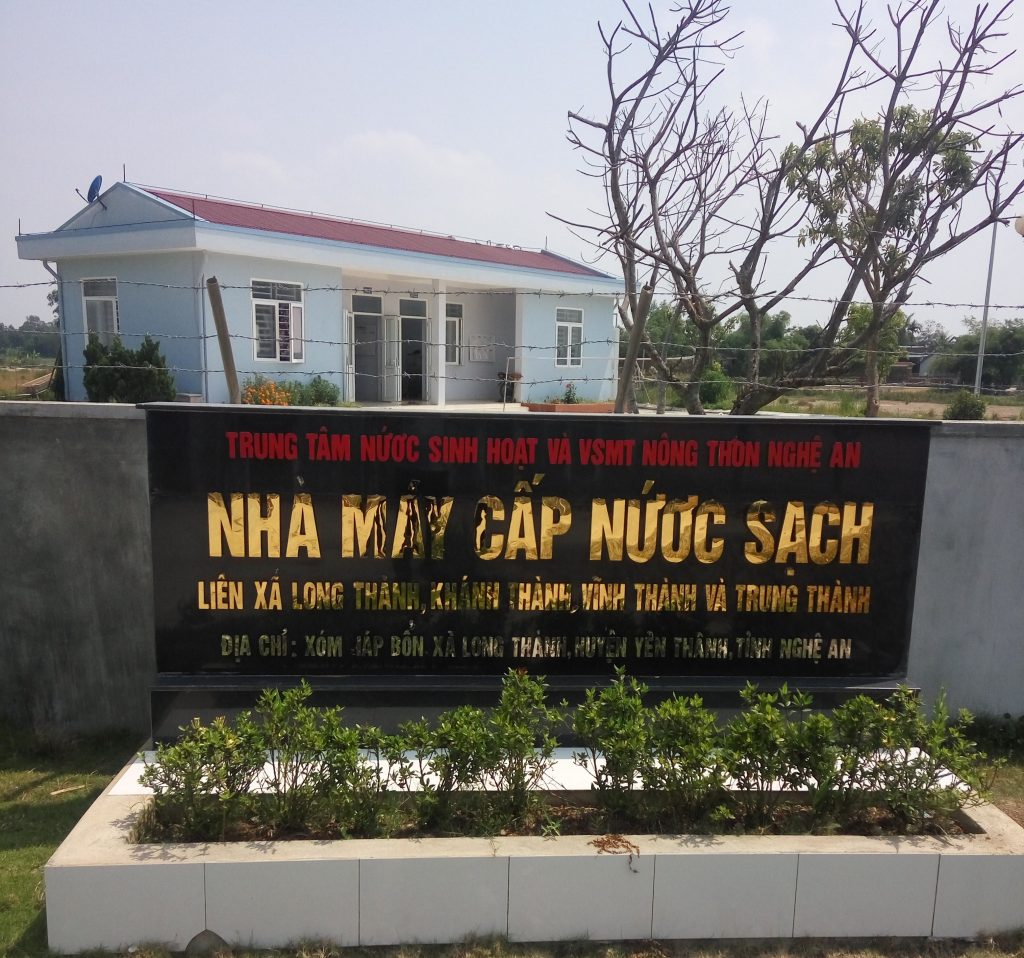 TRUNG TÂM NƯỚC SINH HOẠT VÀ VSMT NÔNG THÔN NGHỆ AN
NHÀ MÁY CẤP NƯỚC SẠCH
LIÊN XÃ LONG THÀNH, KHÁNH THÀNH, VĨNH THÀNH VÀ TRUNG THÀNH
ĐỊA CHỈ: XÓM BỐN XÃ LONG THÀNH, HUYỆN YÊN THÀNH, TỈNH NGHỆ AN